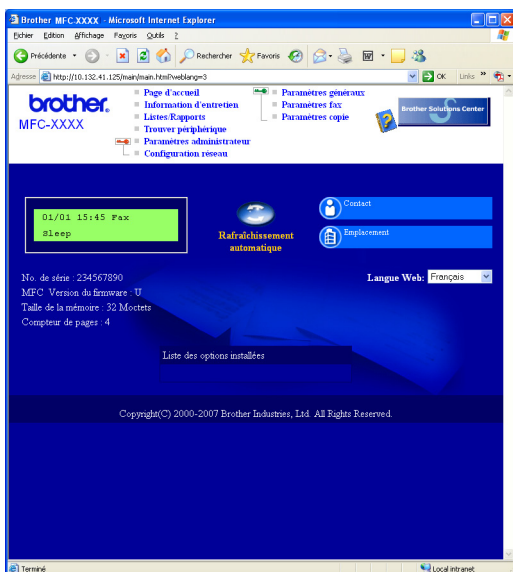 Brother MFC-XXXX - Microsoft Internet Explorer
Fichier Edition Affichage Favoris Outils ?
Précédente Rechercher Favoris
Adresse http://10.132.41.125/main/main.html?weblang=3 OK Links »
brother.
MFC-XXXX
Page d'accueil
Information d'entretien
Listes/Rapports
Trouver périphérique
Paramètres administrateur
Configuration réseau
Paramètres généraux
Paramètres fax
Paramètres copie
Brother Solutions Center
01/01 15:45 Fax
Sleep
Rafraîchissement
automatique
Contact
Emplacement
No. de série : 234567890
MFC Version du firmware : U
Taille de la mémoire : 32 Moctets
Compteur de pages : 4
Langue Web: Français
Liste des options installées
Copyright(C) 2000-2007 Brother Industries, Ltd. All Rights Reserved.
Terminé Local intranet